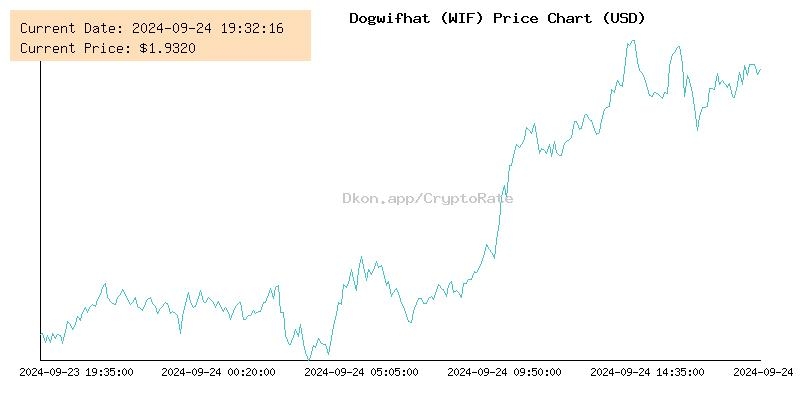 Dogwifhat (WIF) Price Chart (USD)
Current Date: 2024-09-24 19:32:16
Current Price: $1.9320
Dkon.app/CryptoRate
2024-09-23 19:35:00 2024-09-24 00:20:00 2024-09-24 05:05:00 2024-09-24 09:50:00 2024-09-24 14:35:00 2024-09-24